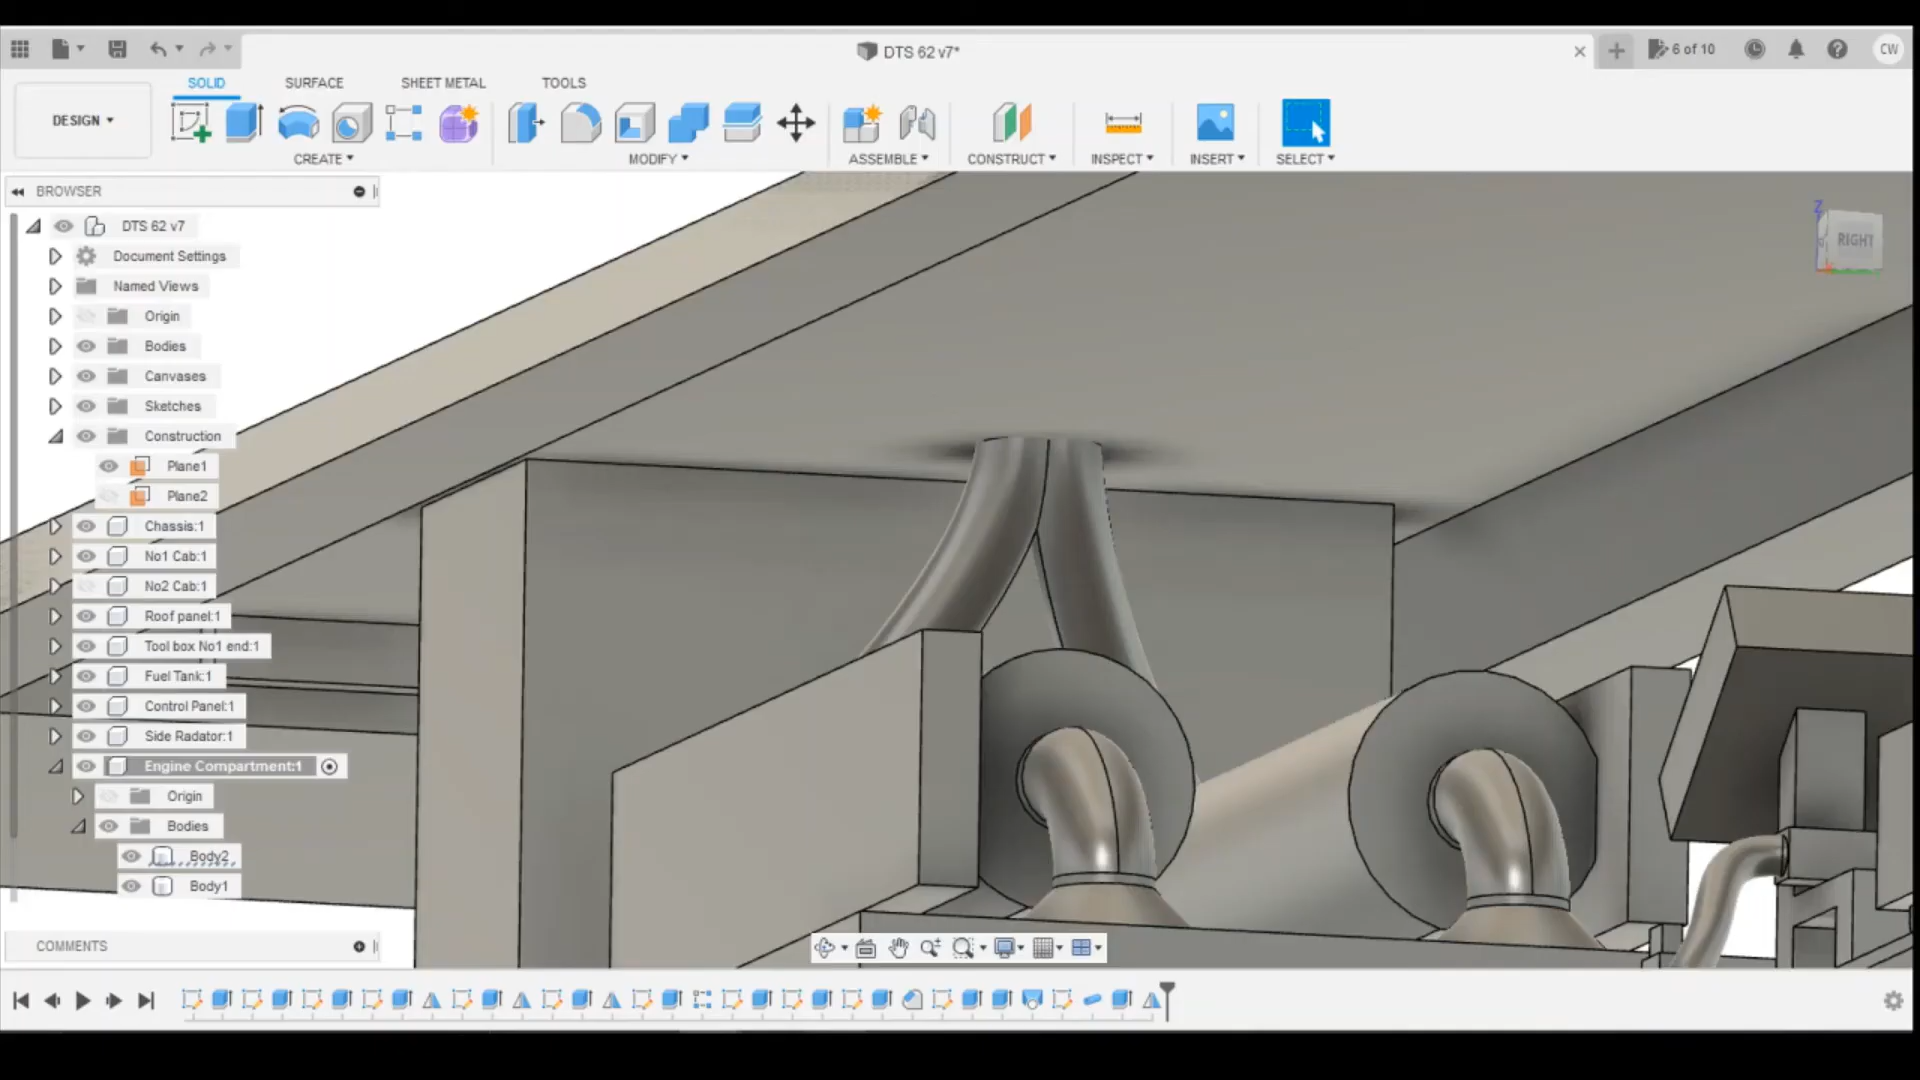 DTS 62 v7*
6 of 10
CW
DESIGN
SOLID
SURFACE
SHEET METAL
TOOLS
CREATE
MODIFY
ASSEMBLE
CONSTRUCT
INSPECT
INSERT
SELECT
BROWSER
DTS 62 v7
Document Settings
Named Views
Origin
Bodies
Canvases
Sketches
Construction
Plane1
Plane2
Chassis:1
No1 Cab:1
No2 Cab:1
Roof panel:1
Tool box No1 end:1
Fuel Tank:1
Control Panel:1
Side Radator:1
Engine Compartment:1
Origin
Bodies
Body2
Body1
COMMENTS
Z
RIGHT